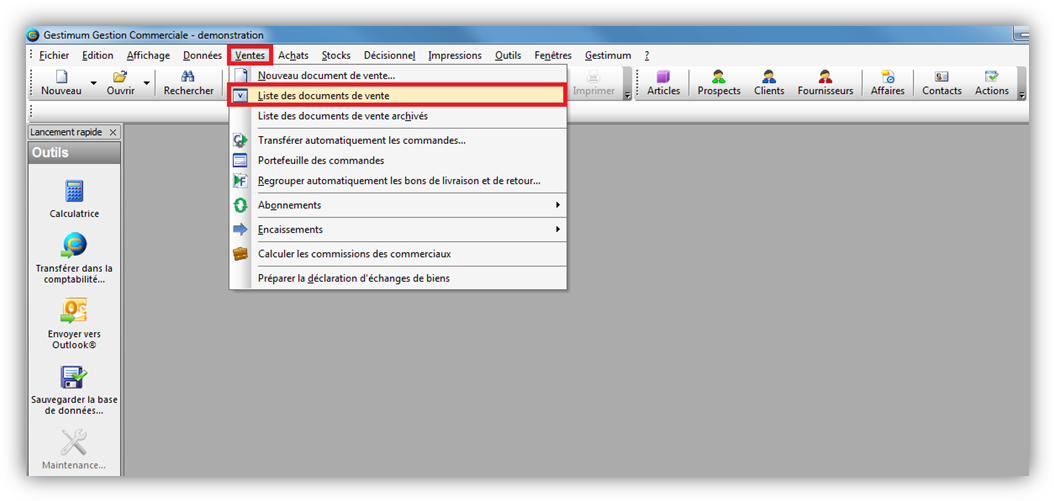 Gestimum Gestion Commerciale - demonstration
Fichier Edition Affichage Données Ventes Achats Stocks Décisionnel Impressions Outils Fenêtres Gestimum ?
Nouveau Ouvrir Rechercher Imprimer Articles Prospects Clients Fournisseurs Affaires Contacts Actions
Nouveau document de vente...
Liste des documents de vente
Liste des documents de vente archivés
Transférer automatiquement les commandes...
Portefeuille des commandes
Regrouper automatiquement les bons de livraison et de retour...
Abonnements
Encaissements
Calculer les commissions des commerciaux
Préparer la déclaration d'échanges de biens
Lancement rapide
Outils
Calculatrice
Transférer dans la
comptabilité...
Envoyer vers
Outlook®
Sauvegarder la base
de données...
Maintenance...